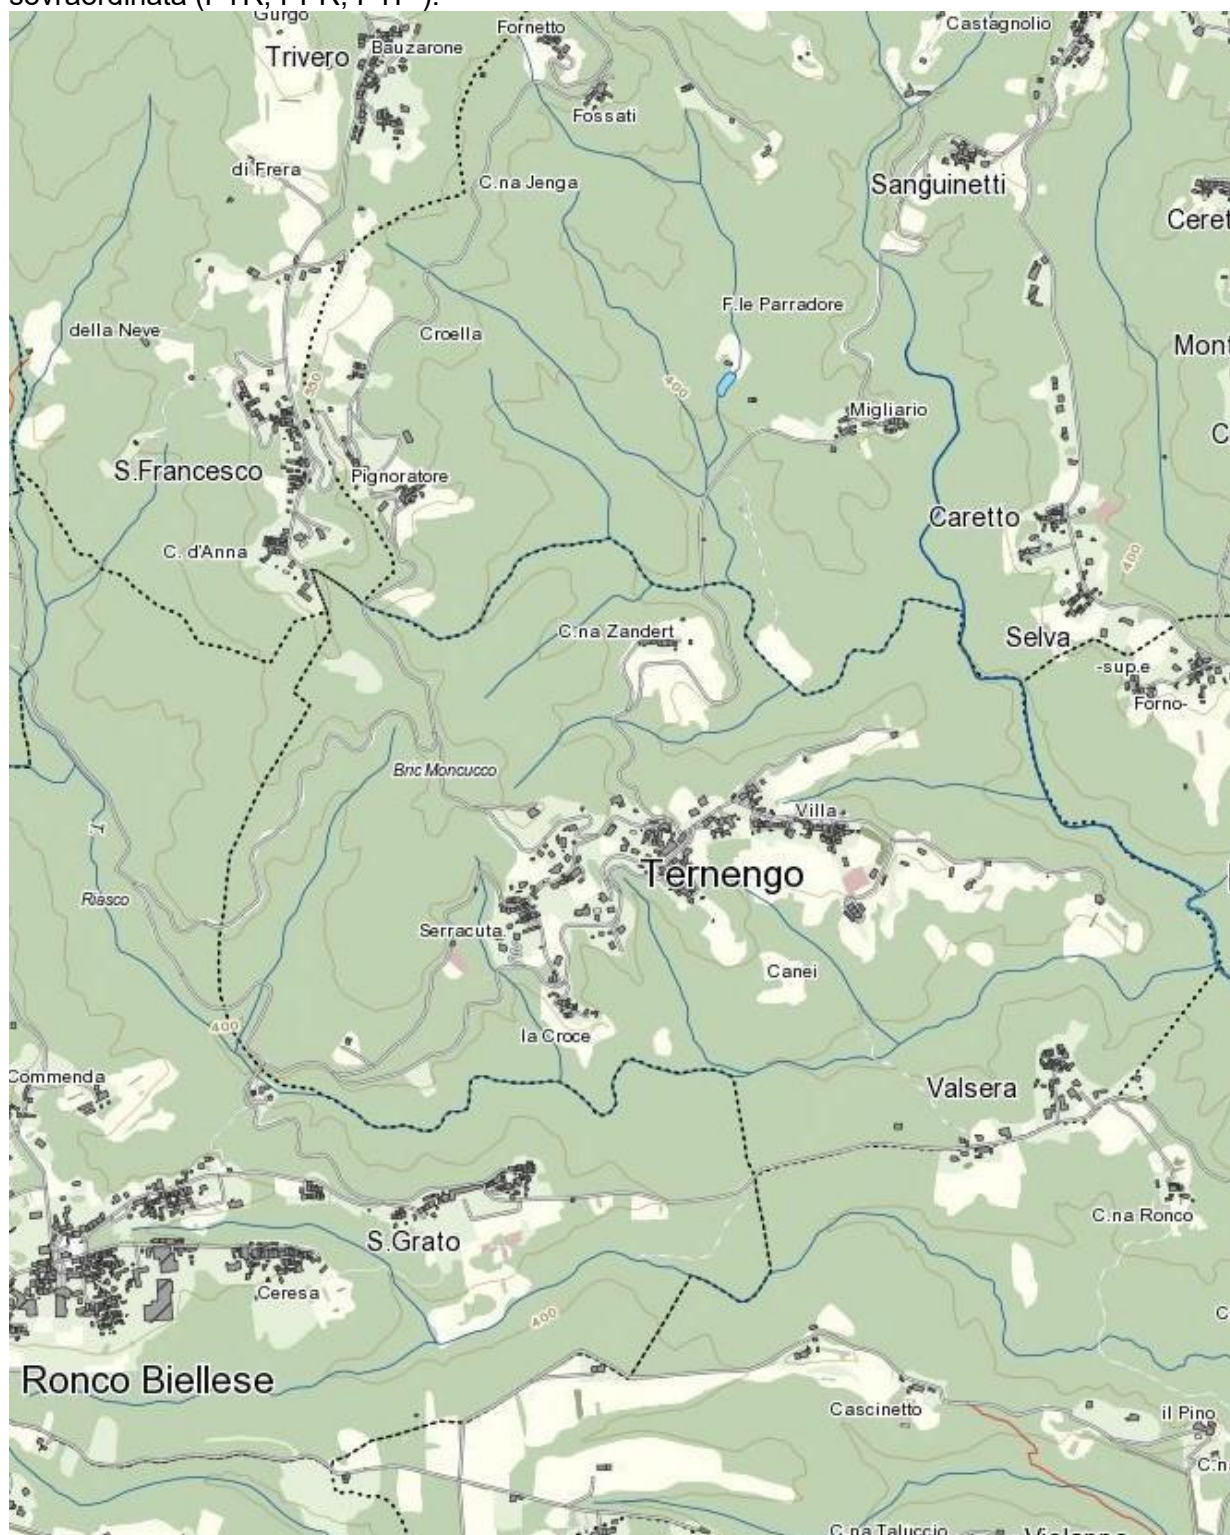 Gurgo
Fornetto
Castagnolio
Trivero
Bauzarone
Fossati
di Frera
C.na Jenga
Sanguinetti
F.le Parradore
della Neve
Croella
400
Migliario
S.Francesco
Pignoratore
Caretto
C. d'Anna
400
C.na Zandert
Selva
-sup.e
Forno-
Bric Moncucco
Villa
T.
Ternengo
Riasco
Serracuta
Canei
400
la Croce
Commenda
Valsera
C.na Ronco
S.Grato
Ceresa
400
Ronco Biellese
Cascinetto
il Pino
C.na Taluccio